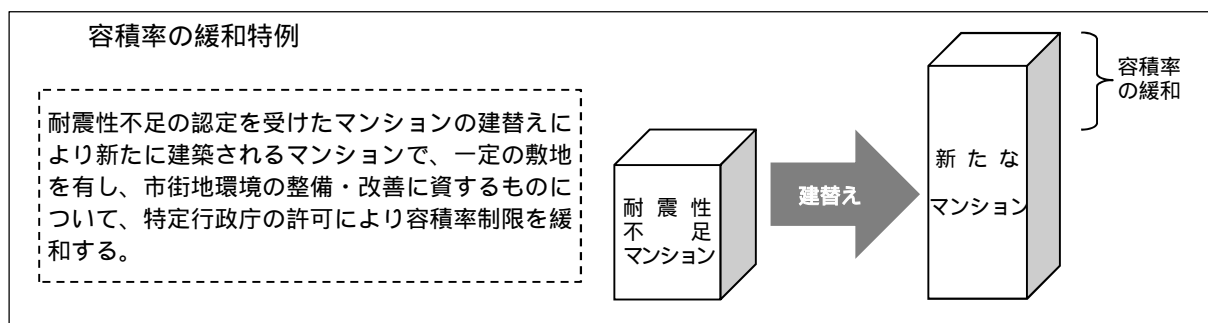 容積率の緩和特例
耐震性不足の認定を受けたマンションの建替えに
より新たに建築されるマンションで、一定の敷地
を有し、市街地環境の整備・改善に資するものに
ついて、特定行政庁の許可により容積率制限を緩
和する。
耐震性
不足
マンション
建替え
新たな
マンション
容積率
の緩和